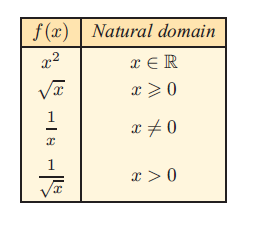 f(x) Natural domain
x² x ∈ ℝ
√x x ⩾ 0
1/x x ≠ 0
1/√x x > 0